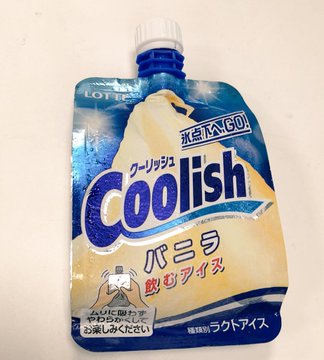 LOTTE
氷点下へGO!
クーリッシュ
Coolish
バニラ
飲むアイス
ムリに吸わず
やわらかくして
お楽しみください
種類別 ラクトアイス